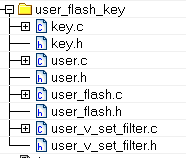 user_flash_key
key.c
key.h
user.c
user.h
user_flash.c
user_flash.h
user_v_set_filter.c
user_v_set_filter.h